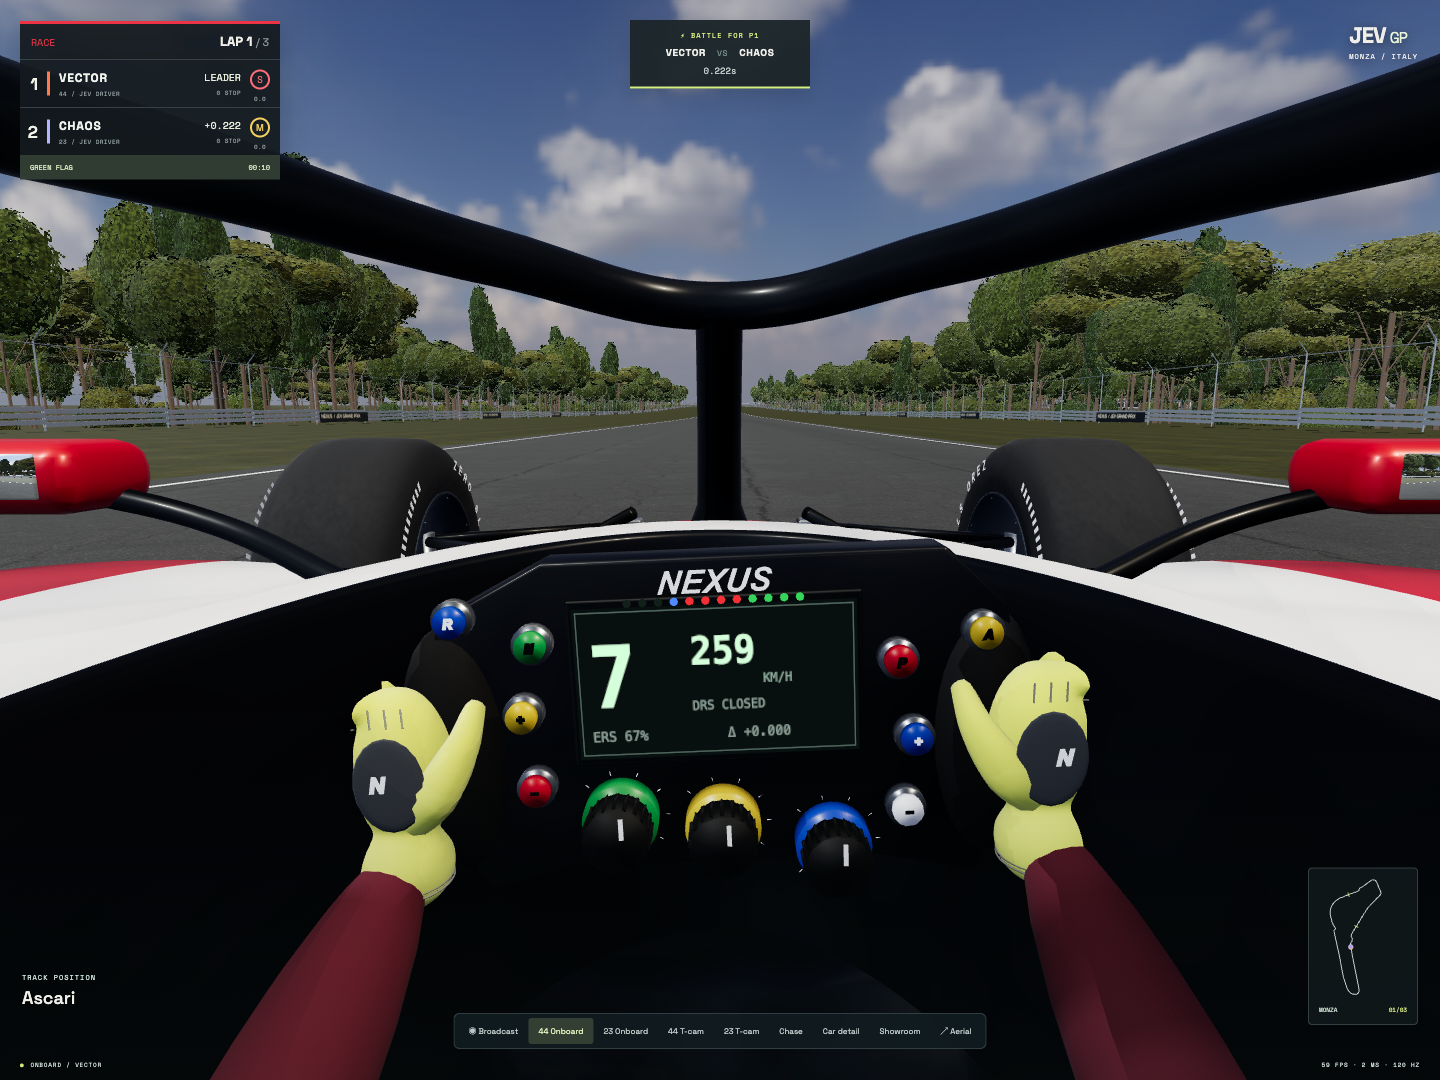 RACE
LAP 1 / 3
1 VECTOR LEADER S
44 / JEV DRIVER 0 STOP 0.0
2 CHAOS +0.222 M
23 / JEV DRIVER 0 STOP 0.0
GREEN FLAG 00:10
⚡ BATTLE FOR P1
VECTOR VS CHAOS
0.222s
JEV GP
MONZA / ITALY
NEXUS
R
N
+
-
7
259
KM/H
DRS CLOSED
ERS 67%
Δ +0.000
A
P
+
-
N
N
TRACK POSITION
Ascari
MONZA 01/03
◉ Broadcast 44 Onboard 23 Onboard 44 T-cam 23 T-cam Chase Car detail Showroom ↗ Aerial
● ONBOARD / VECTOR
59 FPS · 2 MS · 120 HZ